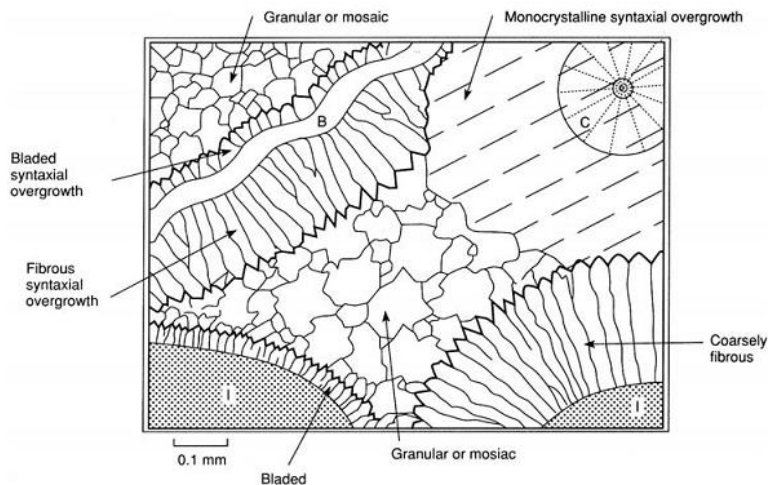 Granular or mosaic
Monocrystalline syntaxial overgrowth
B
C
Bladed
syntaxial
overgrowth
Fibrous
syntaxial
overgrowth
Coarsely
fibrous
I
I
0.1 mm
Granular or mosiac
Bladed